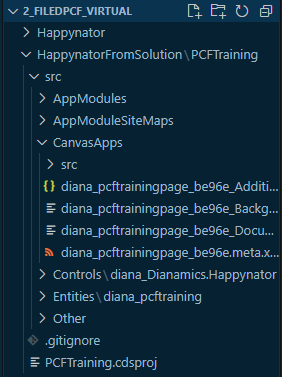 2_FILEDPCF_VIRTUAL
Happynator
HappynatorFromSolution\PCFTraining
src
AppModules
AppModuleSiteMaps
CanvasApps
src
diana_pcftrainingpage_be96e_Additi...
diana_pcftrainingpage_be96e_Backg...
diana_pcftrainingpage_be96e_Docu...
diana_pcftrainingpage_be96e.meta.x...
Controls\diana_Dianamics.Happynator
Entities\diana_pcftraining
Other
.gitignore
PCFTraining.cdsproj